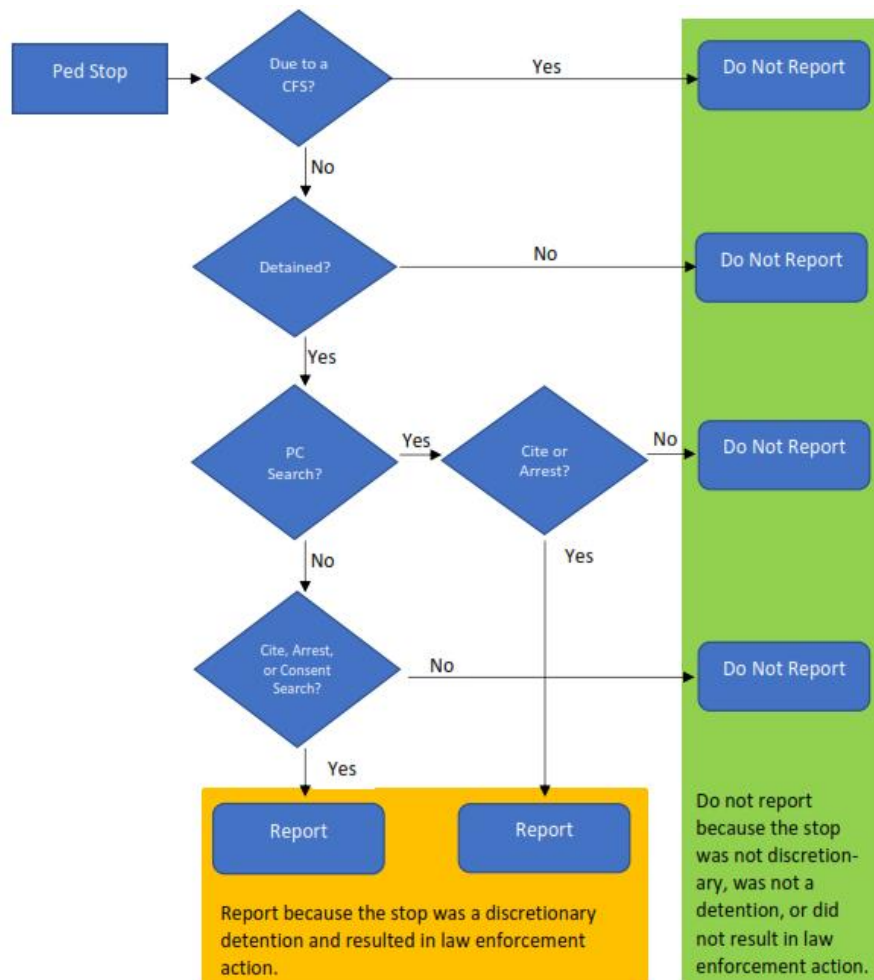 Ped Stop
Due to a
CFS?
Yes
Do Not Report
No
Detained?
No
Do Not Report
Yes
PC
Search?
Yes
Cite or
Arrest?
No
Do Not Report
No
Yes
Cite, Arrest,
or Consent
Search?
No
Do Not Report
Yes
Report
Report
Report because the stop was a discretionary
detention and resulted in law enforcement
action.
Do not report
because the stop
was not discretion-
ary, was not a
detention, or did
not result in law
enforcement action.